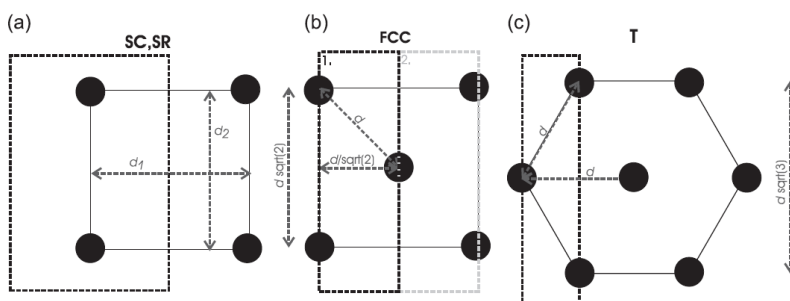 (a)
SC,SR
d1
d2
(b)
FCC
1.
2.
d sqrt(2)
d
d/sqrt(2)
(c)
T
d
d
d sqrt(3)